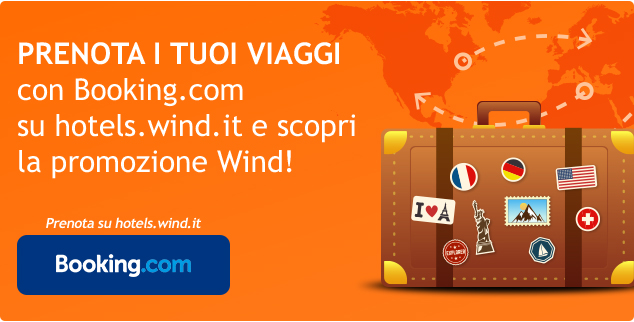 PRENOTA I TUOI VIAGGI
con Booking.com
su hotels.wind.it e scopri
la promozione Wind!
Prenota su hotels.wind.it
Booking.com
I
EXPLORER